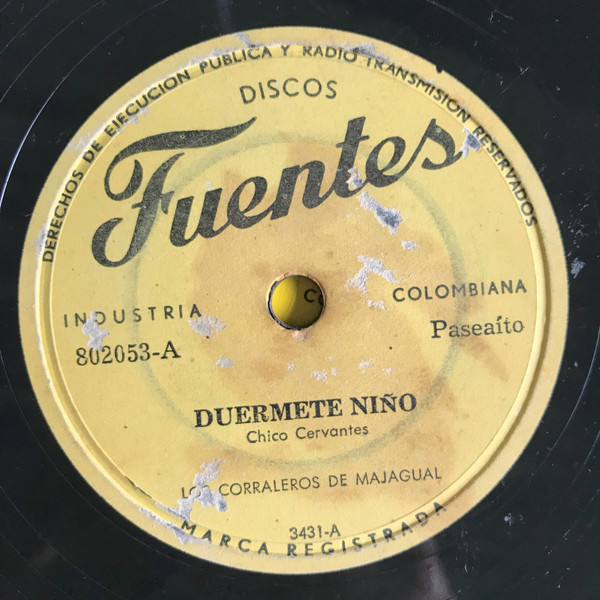 DERECHOS DE EJECUCION PUBLICA Y RADIO TRANSMISION RESERVADOS
DISCOS
Fuentes
INDUSTRIA COLOMBIANA
802053-A Paseaíto
DUERMETE NIÑO
Chico Cervantes
LOS CORRALEROS DE MAJAGUAL
3431-A
MARCA REGISTRADA